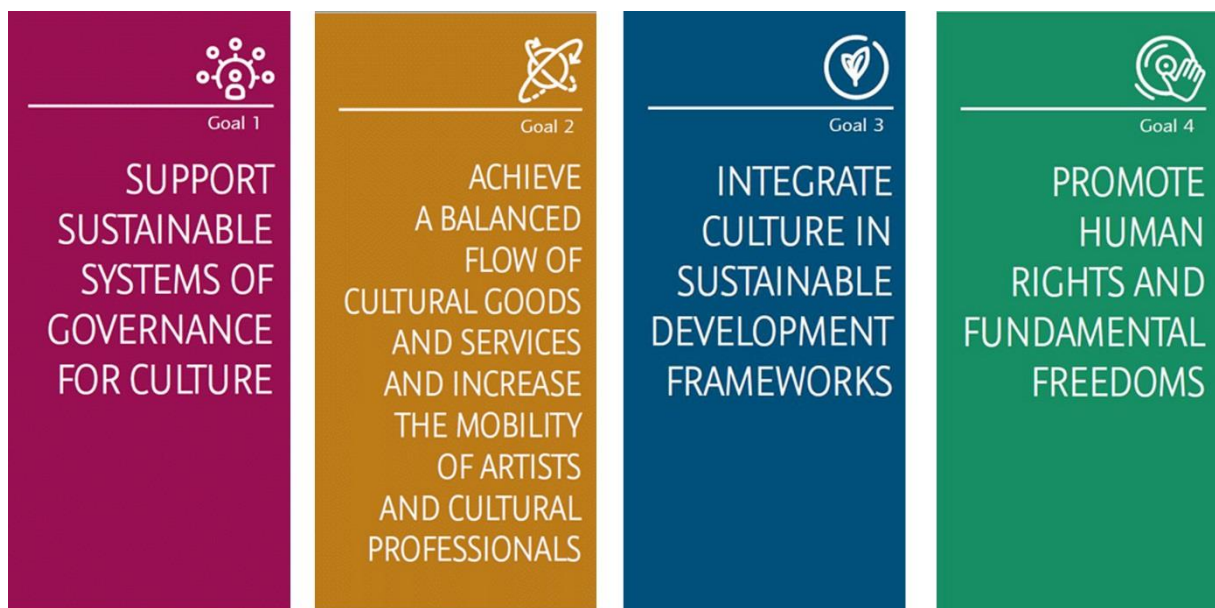 Goal 1
SUPPORT
SUSTAINABLE
SYSTEMS OF
GOVERNANCE
FOR CULTURE
Goal 2
ACHIEVE
A BALANCED
FLOW OF
CULTURAL GOODS
AND SERVICES
AND INCREASE
THE MOBILITY
OF ARTISTS
AND CULTURAL
PROFESSIONALS
Goal 3
INTEGRATE
CULTURE IN
SUSTAINABLE
DEVELOPMENT
FRAMEWORKS
Goal 4
PROMOTE
HUMAN
RIGHTS AND
FUNDAMENTAL
FREEDOMS